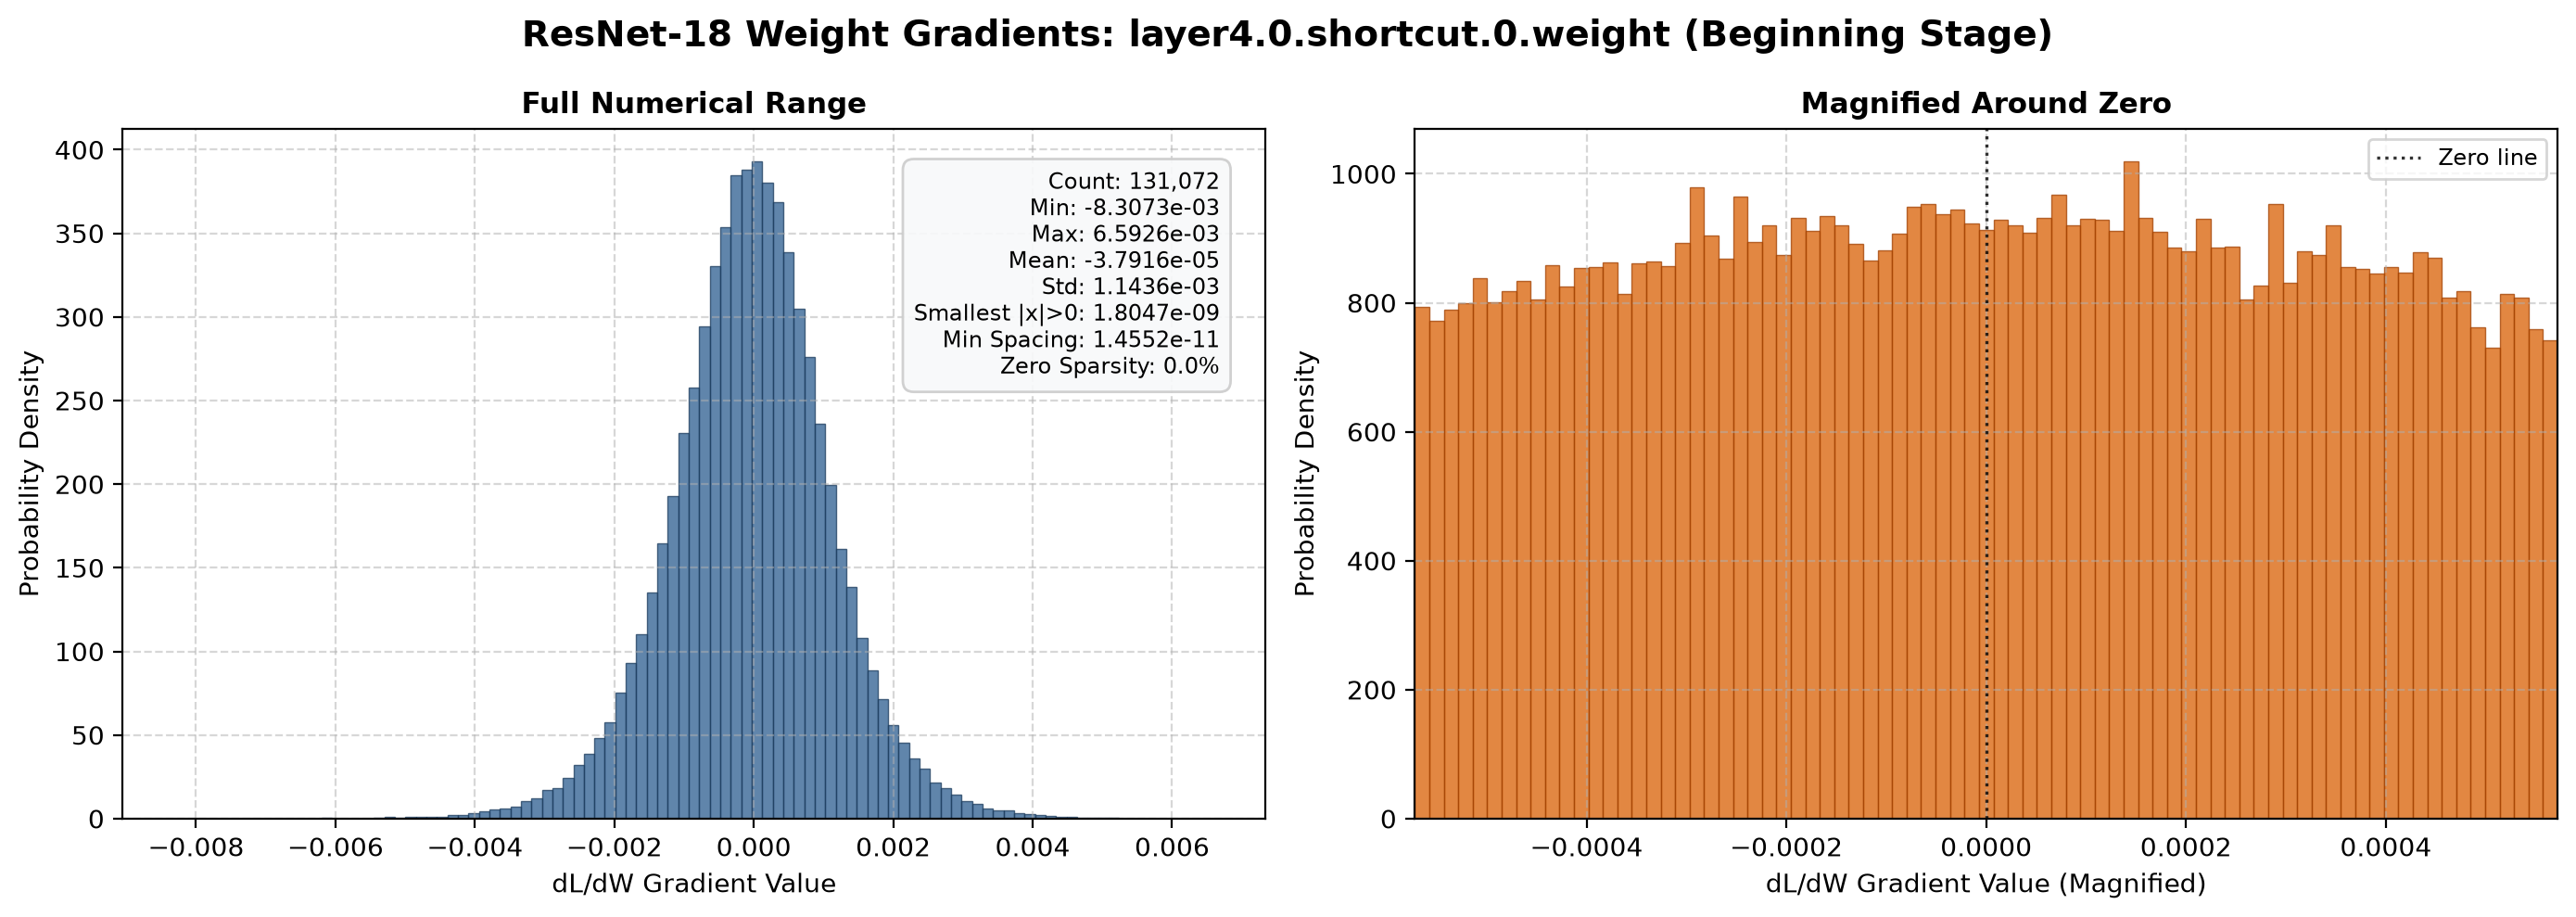 ResNet-18 Weight Gradients: layer4.0.shortcut.0.weight (Beginning Stage)
Full Numerical Range
400
350
300
250
200
150
100
50
0
Probability Density
Count: 131,072
Min: -8.3073e-03
Max: 6.5926e-03
Mean: -3.7916e-05
Std: 1.1436e-03
Smallest |x|>0: 1.8047e-09
Min Spacing: 1.4552e-11
Zero Sparsity: 0.0%
−0.008 −0.006 −0.004 −0.002 0.000 0.002 0.004 0.006
dL/dW Gradient Value
Magnified Around Zero
Zero line
1000
800
600
400
200
0
Probability Density
−0.0004 −0.0002 0.0000 0.0002 0.0004
dL/dW Gradient Value (Magnified)